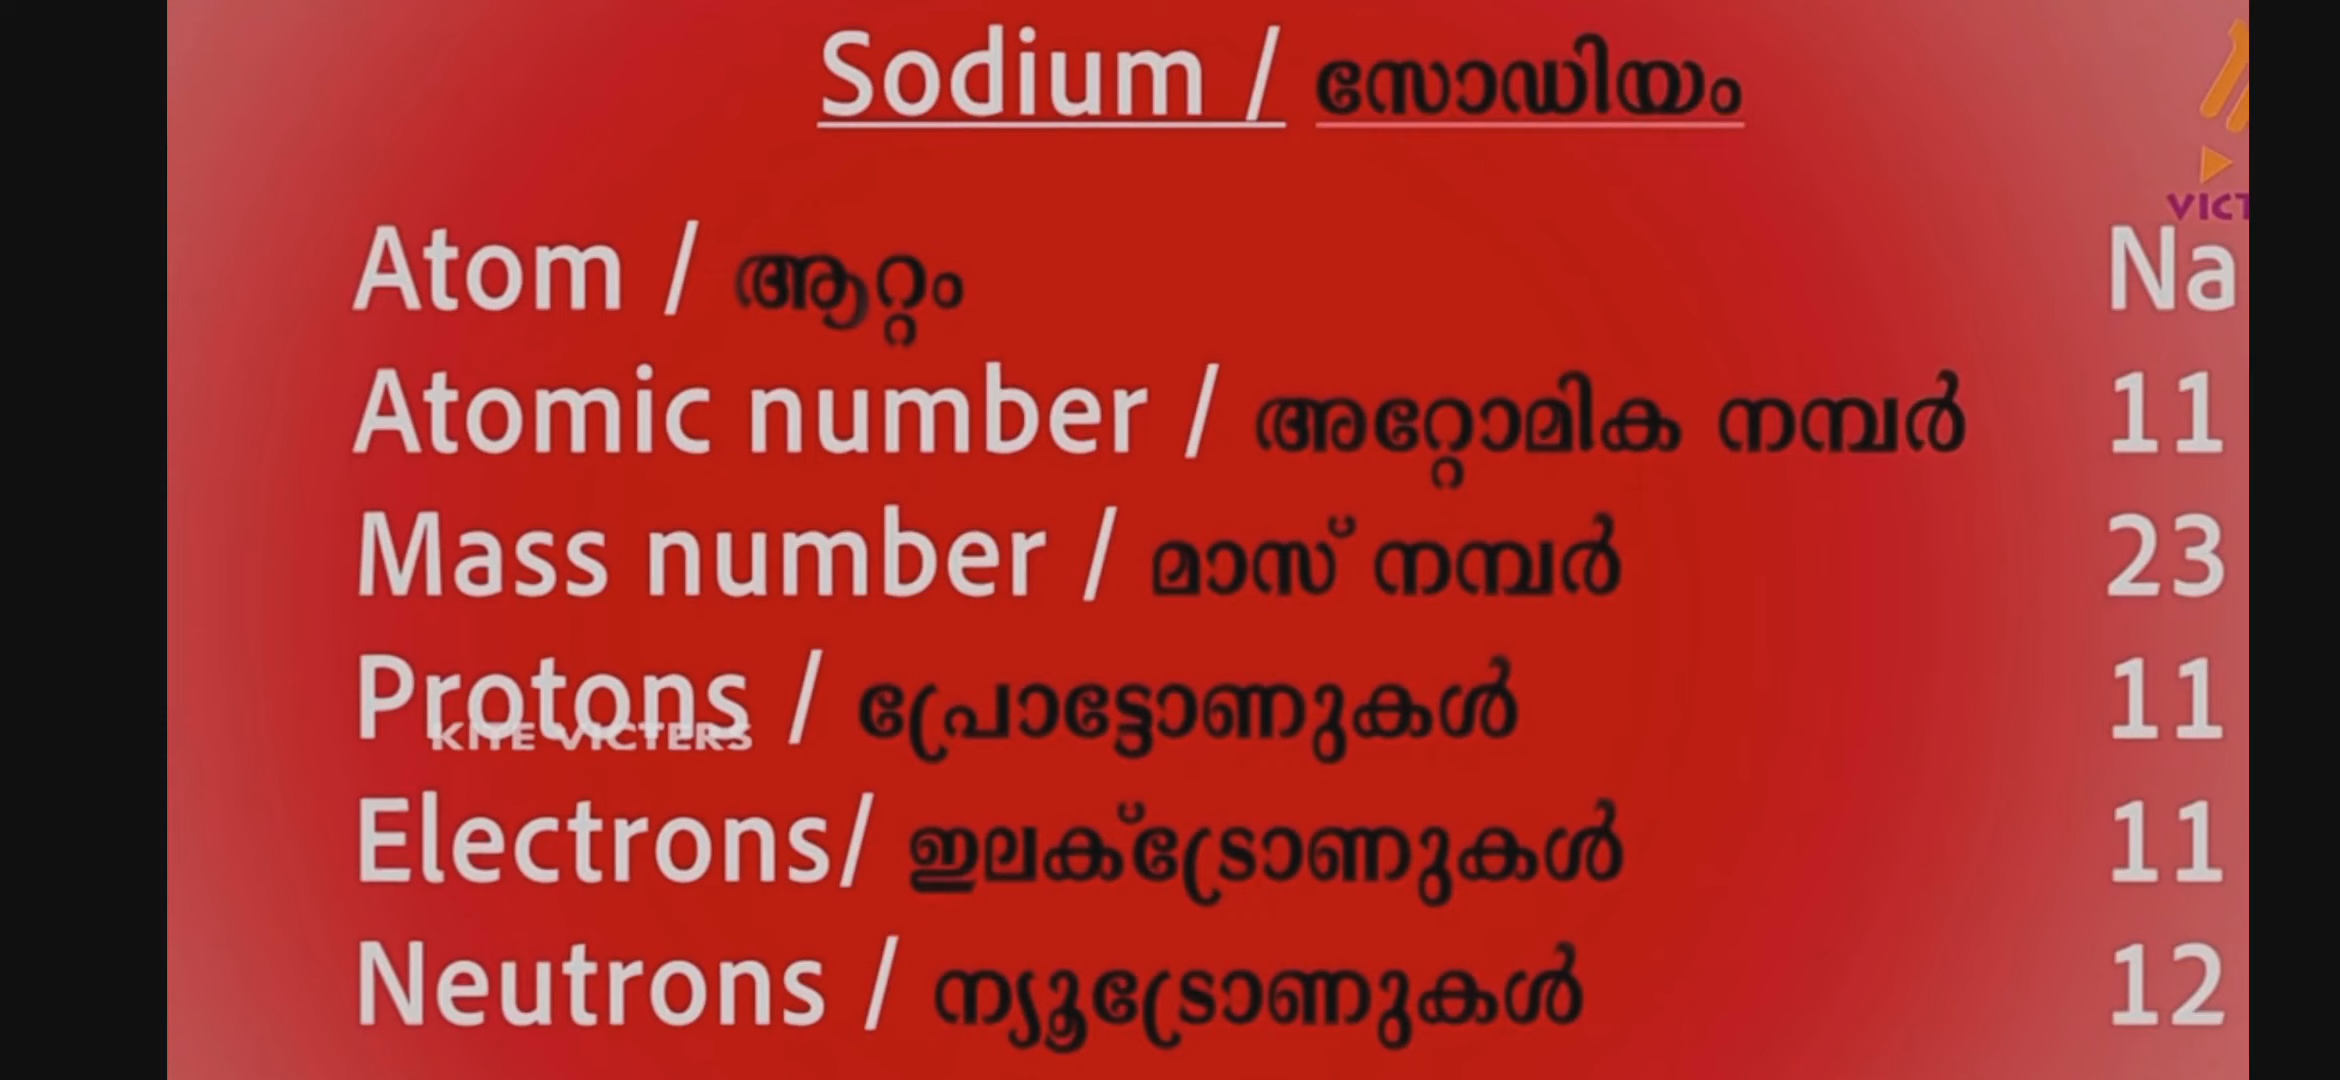 Sodium / സോഡിയം
VICT
Atom / ആറ്റം Na
Atomic number / അറ്റോമിക നമ്പർ 11
Mass number / മാസ് നമ്പർ 23
Protons / പ്രോട്ടോണുകൾ 11
KITE VICTERS
Electrons/ ഇലക്ട്രോണുകൾ 11
Neutrons / ന്യൂട്രോണുകൾ 12